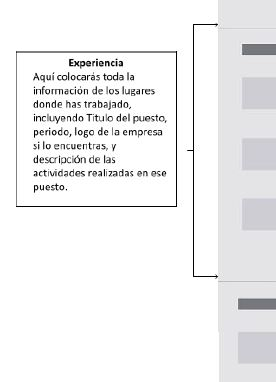 Experiencia
Aquí colocarás toda la
información de los lugares
donde has trabajado,
incluyendo Titulo del puesto,
periodo, logo de la empresa
si lo encuentras, y
descripción de las
actividades realizadas en ese
puesto.